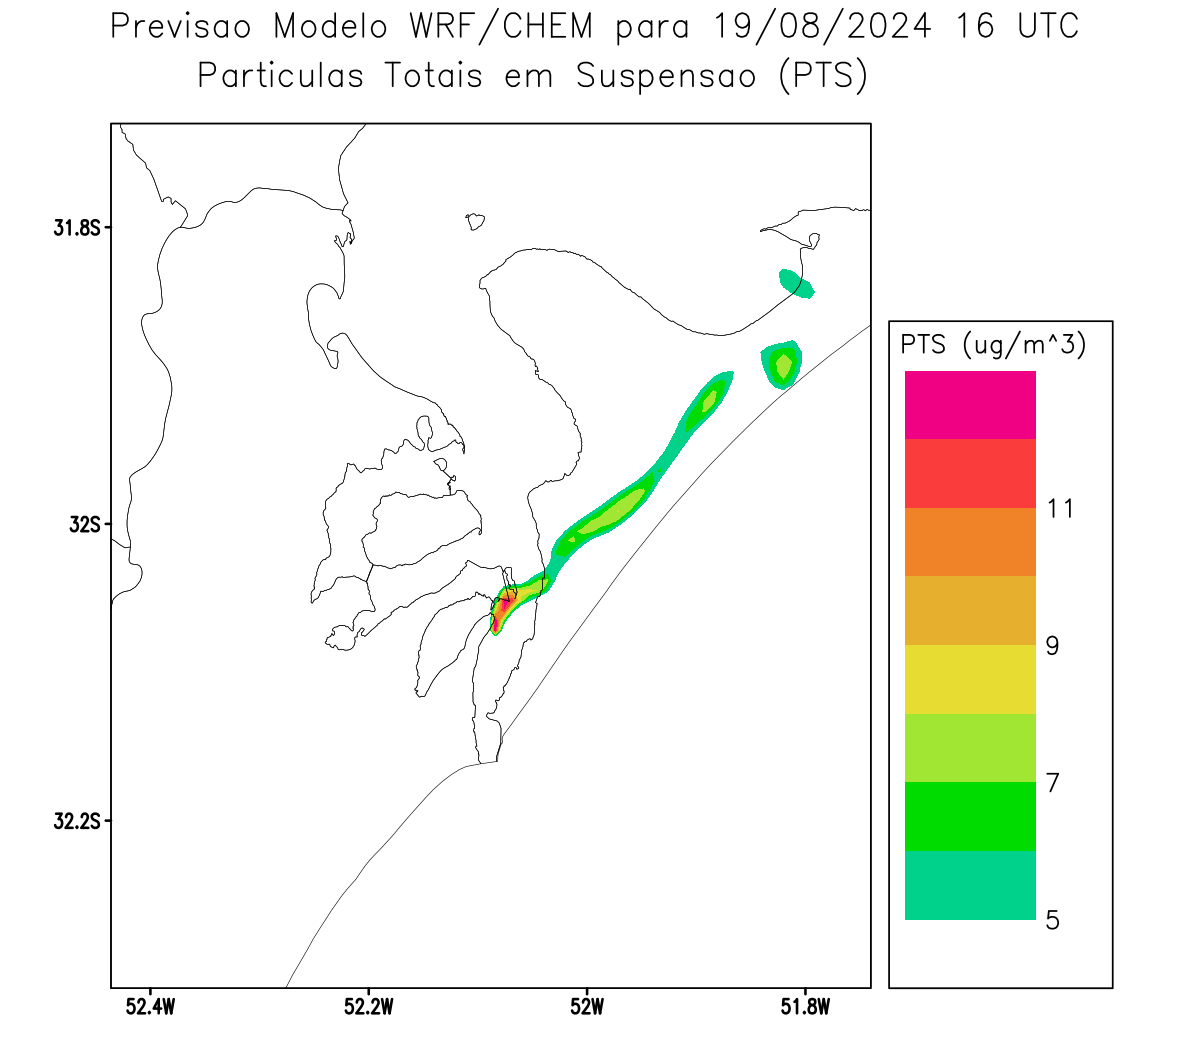 Previsao Modelo WRF/CHEM para 19/08/2024 16 UTC
Particulas Totais em Suspensao (PTS)
31.8S
32S
32.2S
52.4W
52.2W
52W
51.8W
PTS (ug/m^3)
11
9
7
5